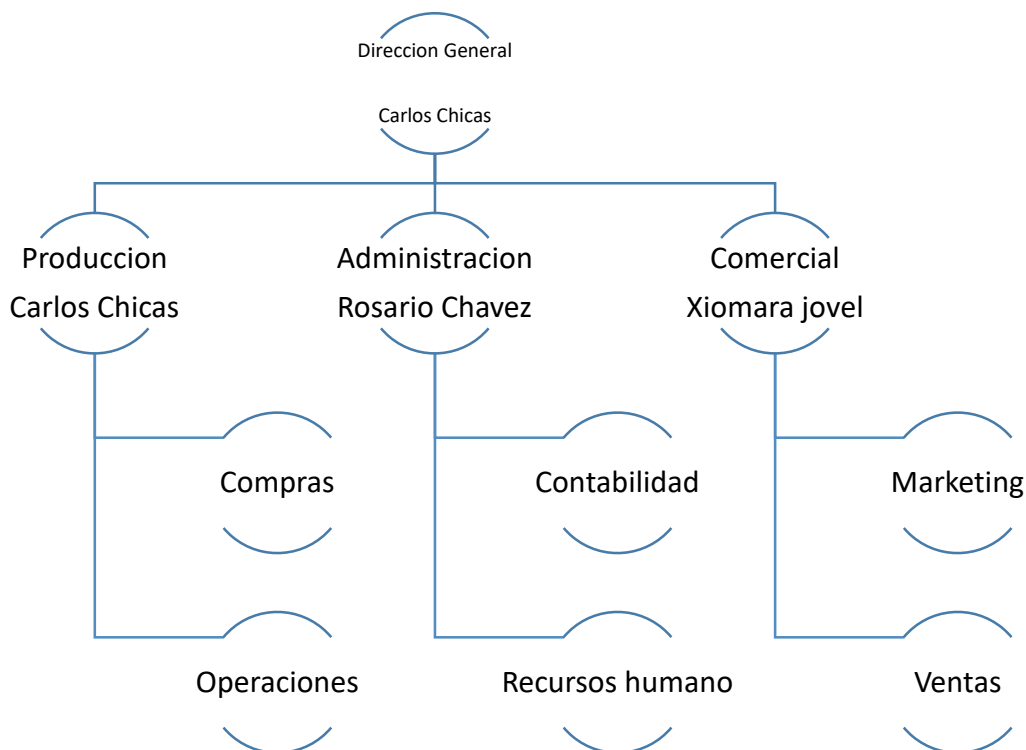 Direccion General
Carlos Chicas
Produccion
Carlos Chicas
Administracion
Rosario Chavez
Comercial
Xiomara jovel
Compras
Contabilidad
Marketing
Operaciones
Recursos humano
Ventas